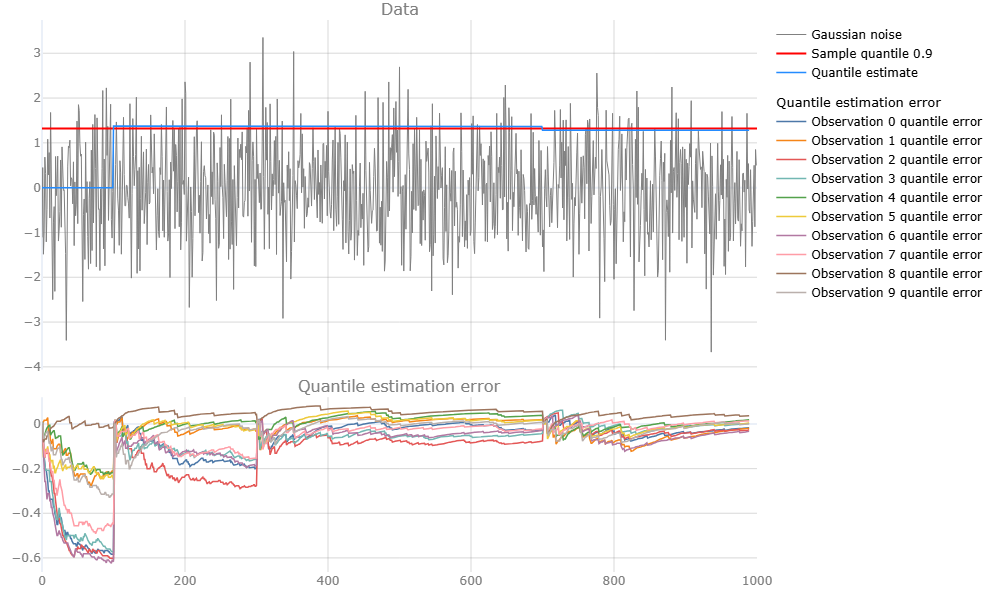 Data
3
2
1
0
−1
−2
−3
−4
Gaussian noise
Sample quantile 0.9
Quantile estimate
Quantile estimation error
Observation 0 quantile error
Observation 1 quantile error
Observation 2 quantile error
Observation 3 quantile error
Observation 4 quantile error
Observation 5 quantile error
Observation 6 quantile error
Observation 7 quantile error
Observation 8 quantile error
Observation 9 quantile error
Quantile estimation error
0
−0.2
−0.4
−0.6
0 200 400 600 800 1000